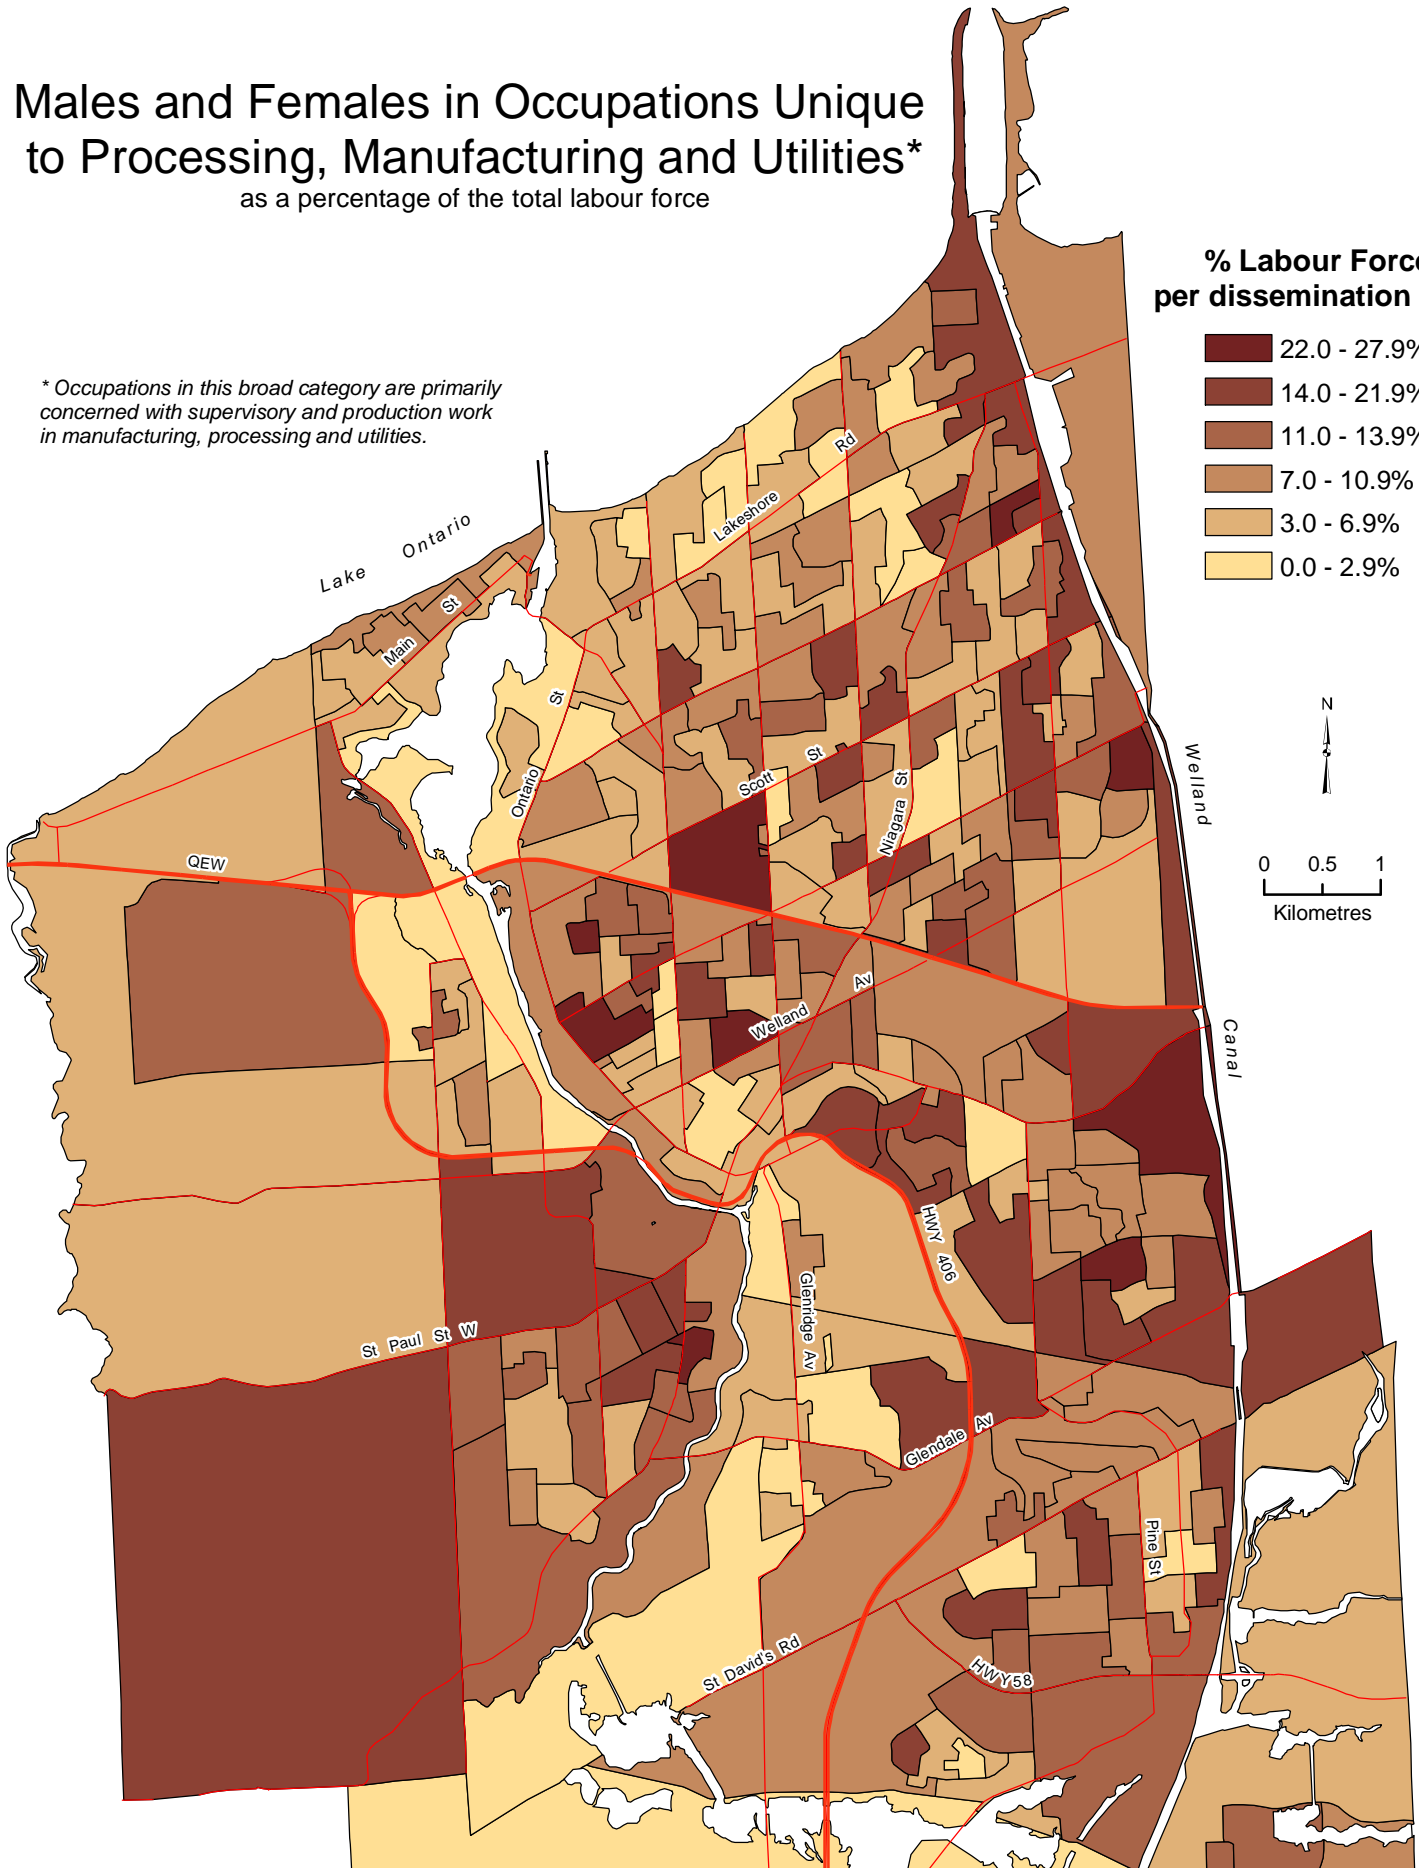 Males and Females in Occupations Unique
to Processing, Manufacturing and Utilities*
as a percentage of the total labour force
% Labour Force
per dissemination
22.0 - 27.9%
14.0 - 21.9%
11.0 - 13.9%
7.0 - 10.9%
3.0 - 6.9%
0.0 - 2.9%
* Occupations in this broad category are primarily
concerned with supervisory and production work
in manufacturing, processing and utilities.
Lake Ontario
Lakeshore Rd
Main St
Ontario St
Scott St
Niagara St
QEW
Welland Av
Welland Canal
N
0 0.5 1
Kilometres
HWY 406
Glenridge Av
St Paul St W
Glendale Av
Pine St
St David's Rd
HWY58